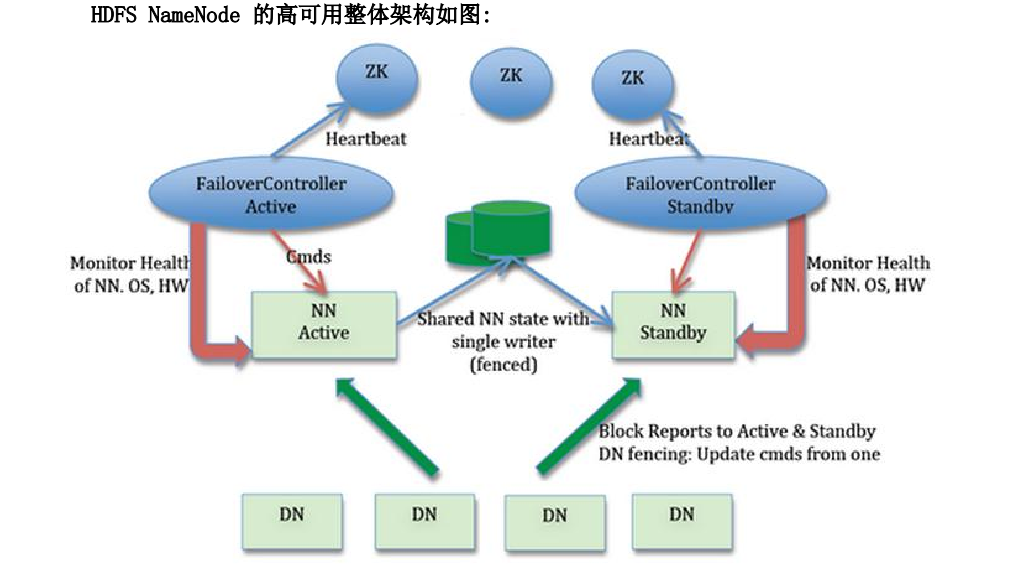 HDFS NameNode 的高可用整体架构如图:
ZK
ZK
ZK
Heartbeat
Heartbeat
FailoverController
Active
FailoverController
Standby
Monitor Health
of NN. OS, HW
Cmds
Monitor Health
of NN. OS, HW
NN
Active
Shared NN state with
single writer
(fenced)
NN
Standby
Block Reports to Active & Standby
DN fencing: Update cmds from one
DN
DN
DN
DN